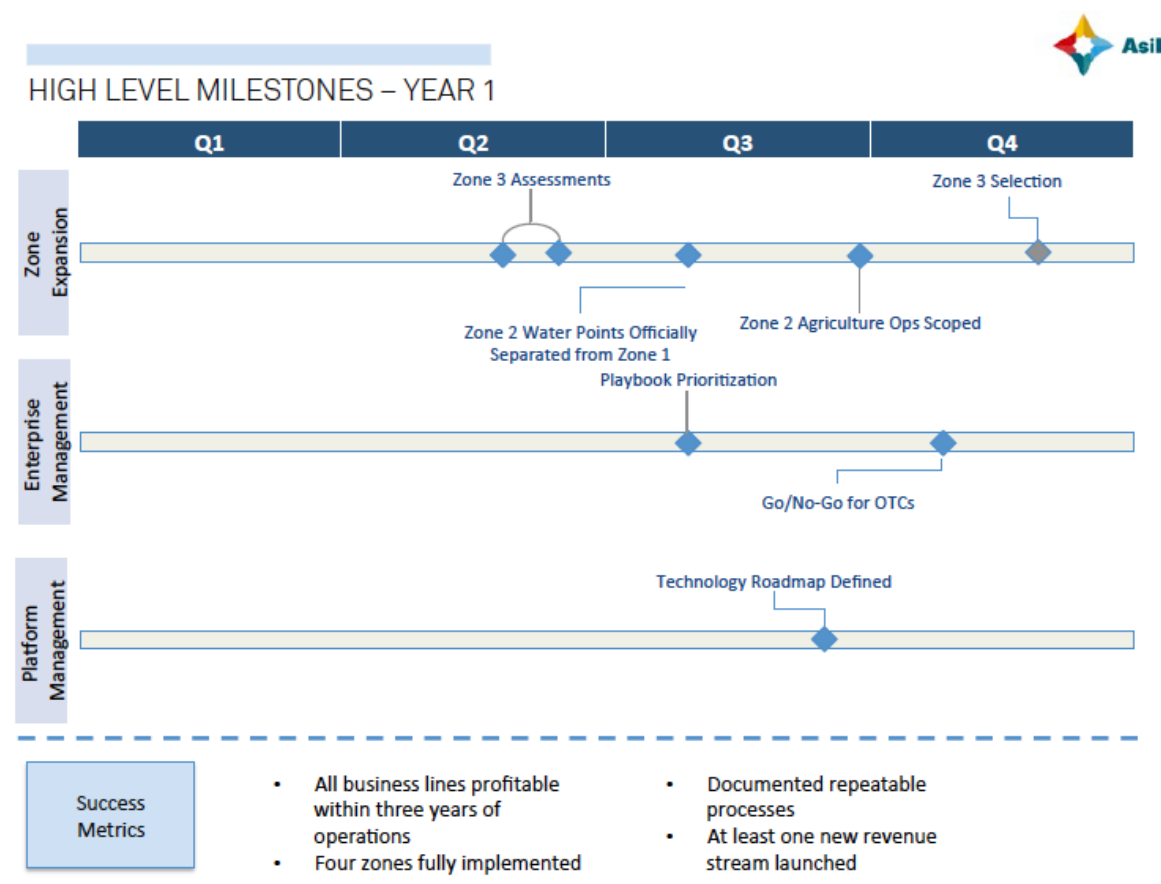 Asil
HIGH LEVEL MILESTONES – YEAR 1
Q1
Q2
Q3
Q4
Zone
Expansion
Zone 3 Assessments
Zone 3 Selection
Zone 2 Water Points Officially
Separated from Zone 1
Zone 2 Agriculture Ops Scoped
Enterprise
Management
Playbook Prioritization
Go/No-Go for OTCs
Platform
Management
Technology Roadmap Defined
Success
Metrics
• All business lines profitable
within three years of
operations
• Four zones fully implemented
• Documented repeatable
processes
• At least one new revenue
stream launched